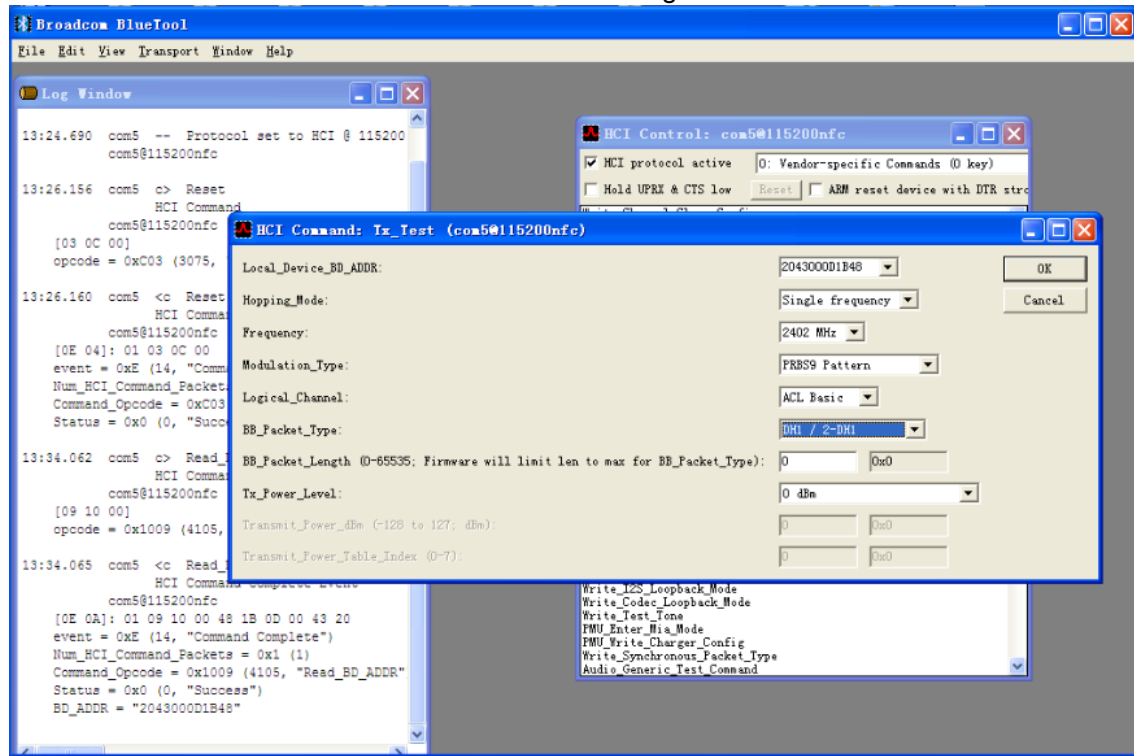 Broadcom BlueTool
File Edit View Transport Window Help
Log Window
13:24.690 com5 -- Protocol set to HCI @ 115200
com5@115200nfc
13:26.156 com5 c> Reset
HCI Command
com5@115200nfc
[03 0C 00]
opcode = 0xC03 (3075,
13:26.160 com5 <c Reset
HCI Comma
com5@115200nfc
[0E 04]: 01 03 0C 00
event = 0xE (14, "Comm
Num_HCI_Command_Packet
Command_Opcode = 0xC03
Status = 0x0 (0, "Succ
13:34.062 com5 c> Read_
HCI Comma
com5@115200nfc
[09 10 00]
opcode = 0x1009 (4105,
13:34.065 com5 <c Read_
HCI Command Complete Event
com5@115200nfc
[0E 0A]: 01 09 10 00 48 1B 0D 00 43 20
event = 0xE (14, "Command Complete")
Num_HCI_Command_Packets = 0x1 (1)
Command_Opcode = 0x1009 (4105, "Read_BD_ADDR"
Status = 0x0 (0, "Success")
BD_ADDR = "2043000D1B48"
HCI Control: com5@115200nfc
HCI protocol active 0: Vendor-specific Commands (0 key)
Hold UPRX & CTS low Reset ARM reset device with DTR stro
HCI Command: Tx_Test (com5@115200nfc)
Local_Device_BD_ADDR: 2043000D1B48 OK
Hopping_Mode: Single frequency Cancel
Frequency: 2402 MHz
Modulation_Type: PRBS9 Pattern
Logical_Channel: ACL Basic
BB_Packet_Type: DH1 / 2-DH1
BB_Packet_Length (0-65535; Firmware will limit len to max for BB_Packet_Type): 0 0x0
Tx_Power_Level: 0 dBm
Transmit_Power_dBm (-128 to 127; dBm): 0 0x0
Transmit_Power_Table_Index (0-7): 0 0x0
Write_I2S_Loopback_Mode
Write_Codec_Loopback_Mode
Write_Test_Tone
PMU_Enter_Hia_Mode
PMU_Write_Charger_Config
Write_Synchronous_Packet_Type
Audio_Generic_Test_Command